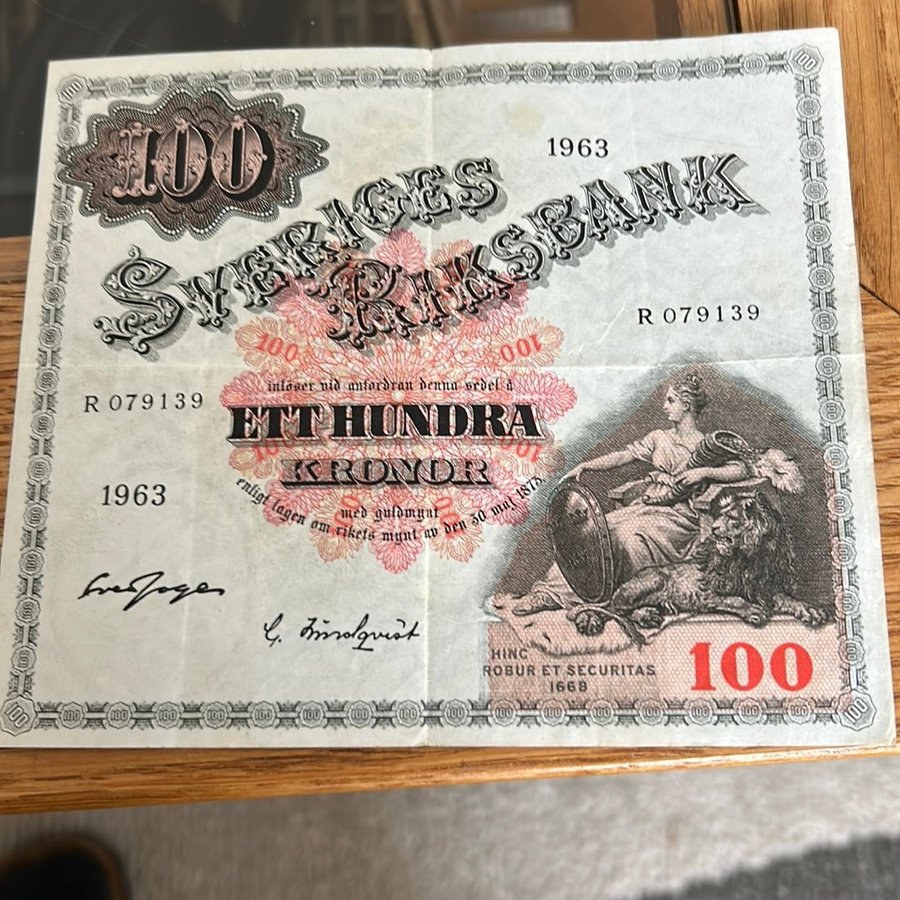 100
1963
SVERIGES
RIKSBANK
R 079139
100 100
inlöser vid anfordran denna sedel å
R 079139
ETT HUNDRA
KRONOR
1963
med guldmynt
enligt lagen om rikets mynt av den 30 maj 1873.
HINC
ROBUR ET SECURITAS
1668
100